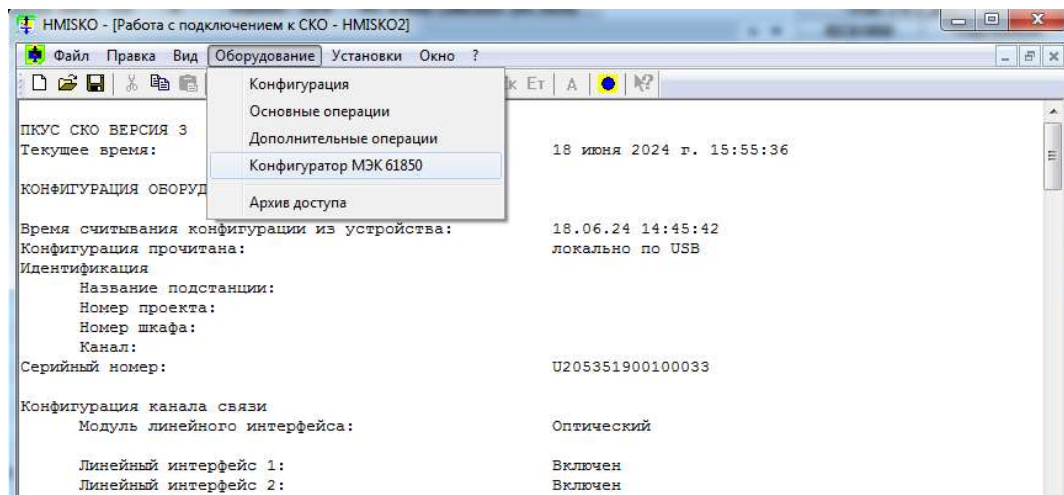 HMISKO - [Работа с подключением к СКО - HMISKO2]
Файл Правка Вид Оборудование Установки Окно ?
Конфигурация
Основные операции
Дополнительные операции
Конфигуратор МЭК 61850
Архив доступа
Ет А
ПКУС СКО ВЕРСИЯ 3
Текущее время: 18 июня 2024 г. 15:55:36
КОНФИГУРАЦИЯ ОБОРУД
Время считывания конфигурации из устройства: 18.06.24 14:45:42
Конфигурация прочитана: локально по USB
Идентификация
Название подстанции:
Номер проекта:
Номер шкафа:
Канал:
Серийный номер: U205351900100033
Конфигурация канала связи
Модуль линейного интерфейса: Оптический
Линейный интерфейс 1: Включен
Линейный интерфейс 2: Включен